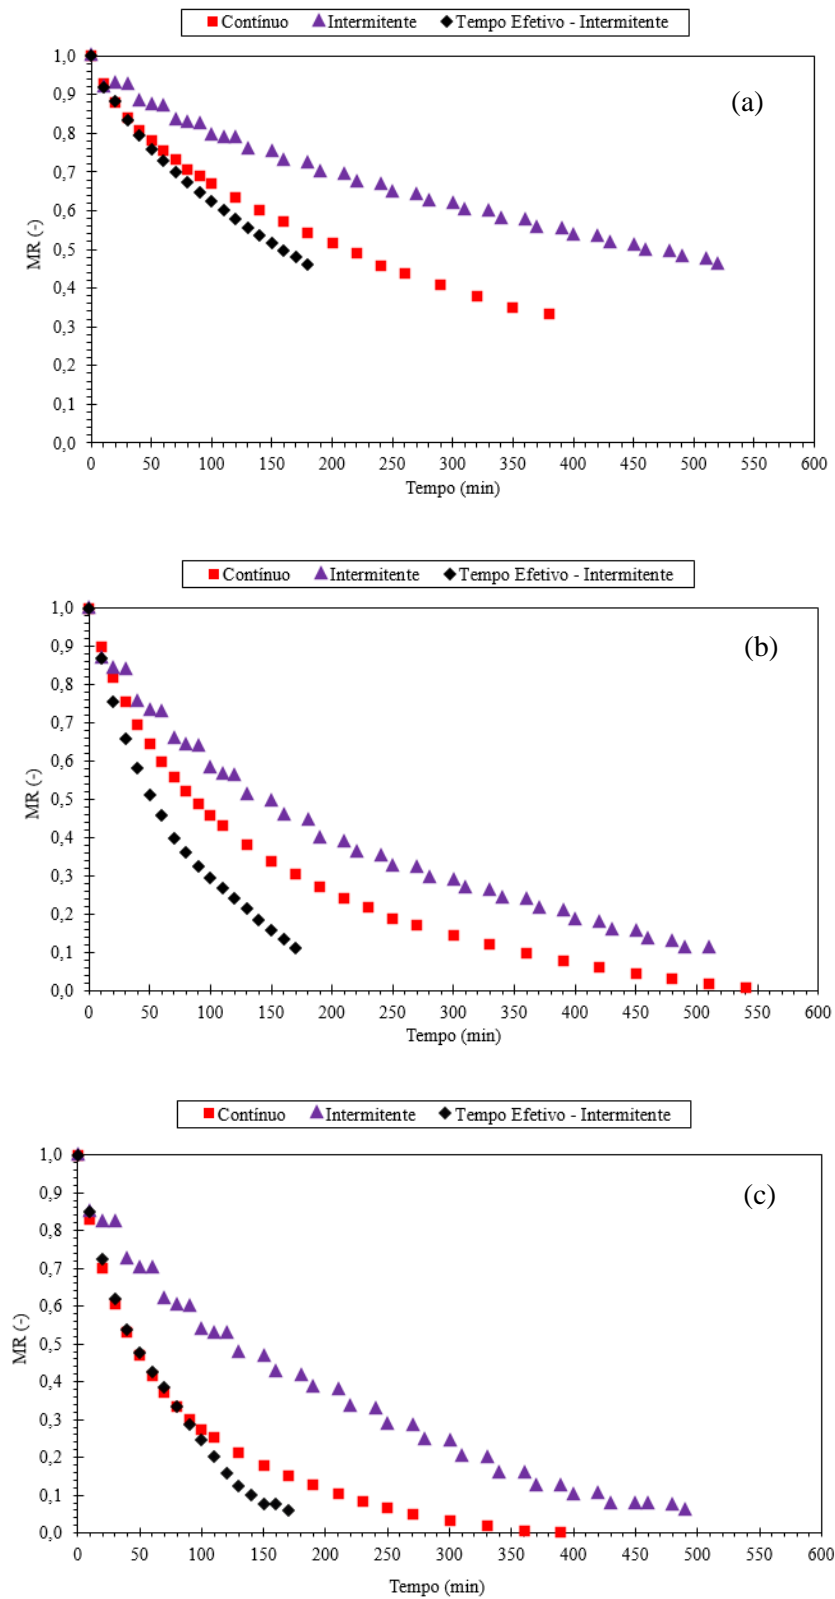 Contínuo Intermitente Tempo Efetivo - Intermitente
(a)
1,0
0,9
0,8
0,7
0,6
0,5
0,4
0,3
0,2
0,1
0,0
MR (-)
0 50 100 150 200 250 300 350 400 450 500 550 600
Tempo (min)
Contínuo Intermitente Tempo Efetivo - Intermitente
(b)
1,0
0,9
0,8
0,7
0,6
0,5
0,4
0,3
0,2
0,1
0,0
MR (-)
0 50 100 150 200 250 300 350 400 450 500 550 600
Tempo (min)
Contínuo Intermitente Tempo Efetivo - Intermitente
(c)
1,0
0,9
0,8
0,7
0,6
0,5
0,4
0,3
0,2
0,1
0,0
MR (-)
0 50 100 150 200 250 300 350 400 450 500 550 600
Tempo (min)